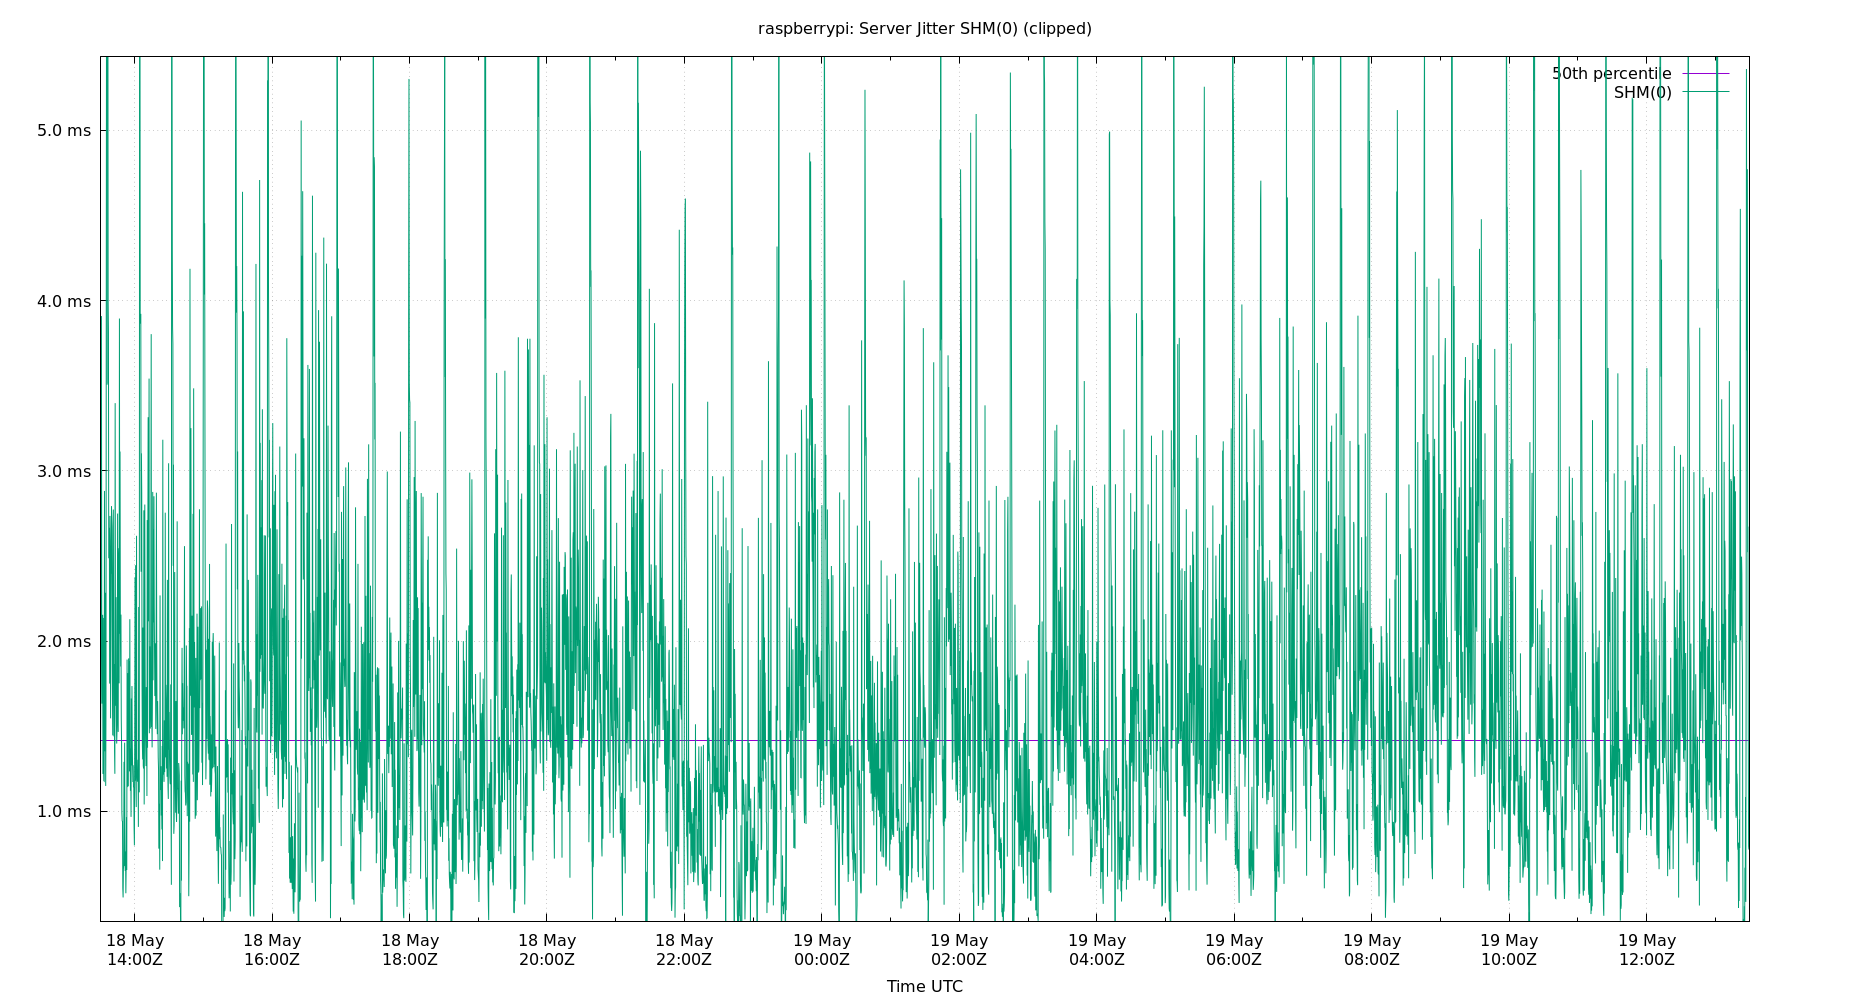 raspberrypi: Server Jitter SHM(0) (clipped)
50th percentile
SHM(0)
5.0 ms
4.0 ms
3.0 ms
2.0 ms
1.0 ms
18 May 18 May 18 May 18 May 18 May 19 May 19 May 19 May 19 May 19 May 19 May 19 May
14:00Z 16:00Z 18:00Z 20:00Z 22:00Z 00:00Z 02:00Z 04:00Z 06:00Z 08:00Z 10:00Z 12:00Z
Time UTC